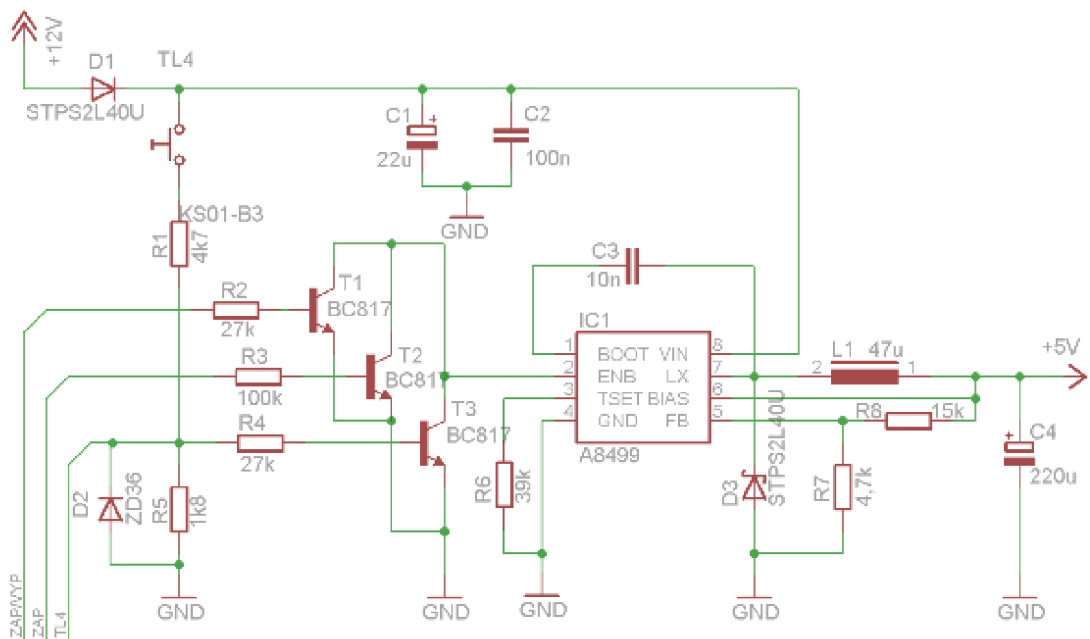 +12V
D1
TL4
STPS2L40U
C1
+
22u
C2
100n
GND
KS01-B3
R1
4k7
R2
27k
T1
BC817
C3
10n
IC1
R3
100k
T2
BC817
1
BOOT
VIN
8
2
ENB
LX
7
3
TSET
BIAS
6
4
GND
FB
5
A8499
2
L1
47u
1
+5V
R4
27k
T3
BC817
R8
15k
D2
ZD36
R5
1k8
R6
39k
D3
STPS2L40U
R7
4,7k
+
C4
220u
ZAP/VYP
ZAP
TL4
GND
GND
GND
GND
GND